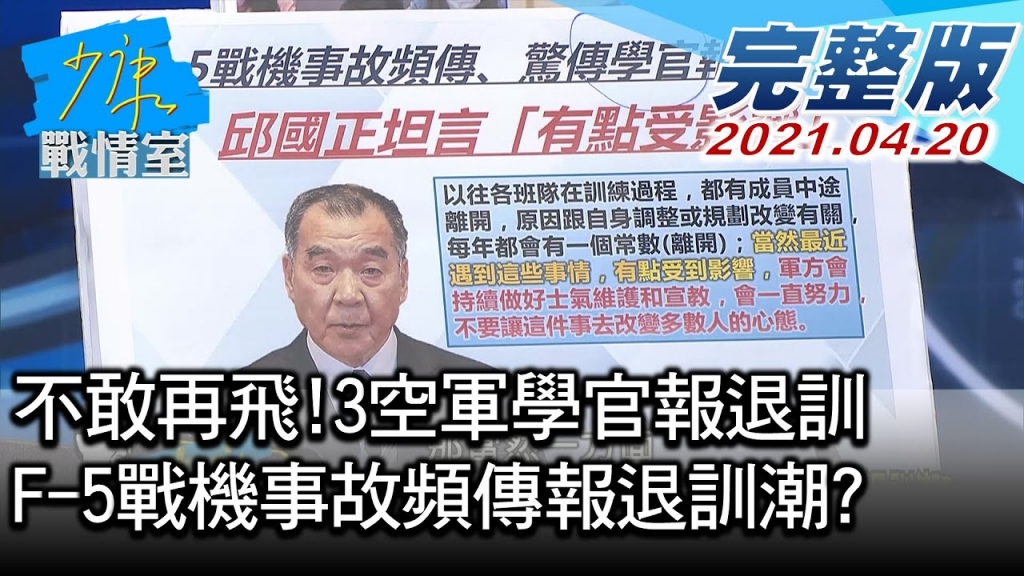 少康
戰情室
5戰機事故頻傳、驚傳學官報
邱國正坦言「有點受影
完整版
2021.04.20
以往各班隊在訓練過程，都有成員中途
離開，原因跟自身調整或規劃改變有關，
每年都會有一個常數(離開)；當然最近
遇到這些事情，有點受到影響，軍方會
持續做好士氣維護和宣教，會一直努力，
不要讓這件事去改變多數人的心態。
不敢再飛!3空軍學官報退訓
F-5戰機事故頻傳報退訓潮?